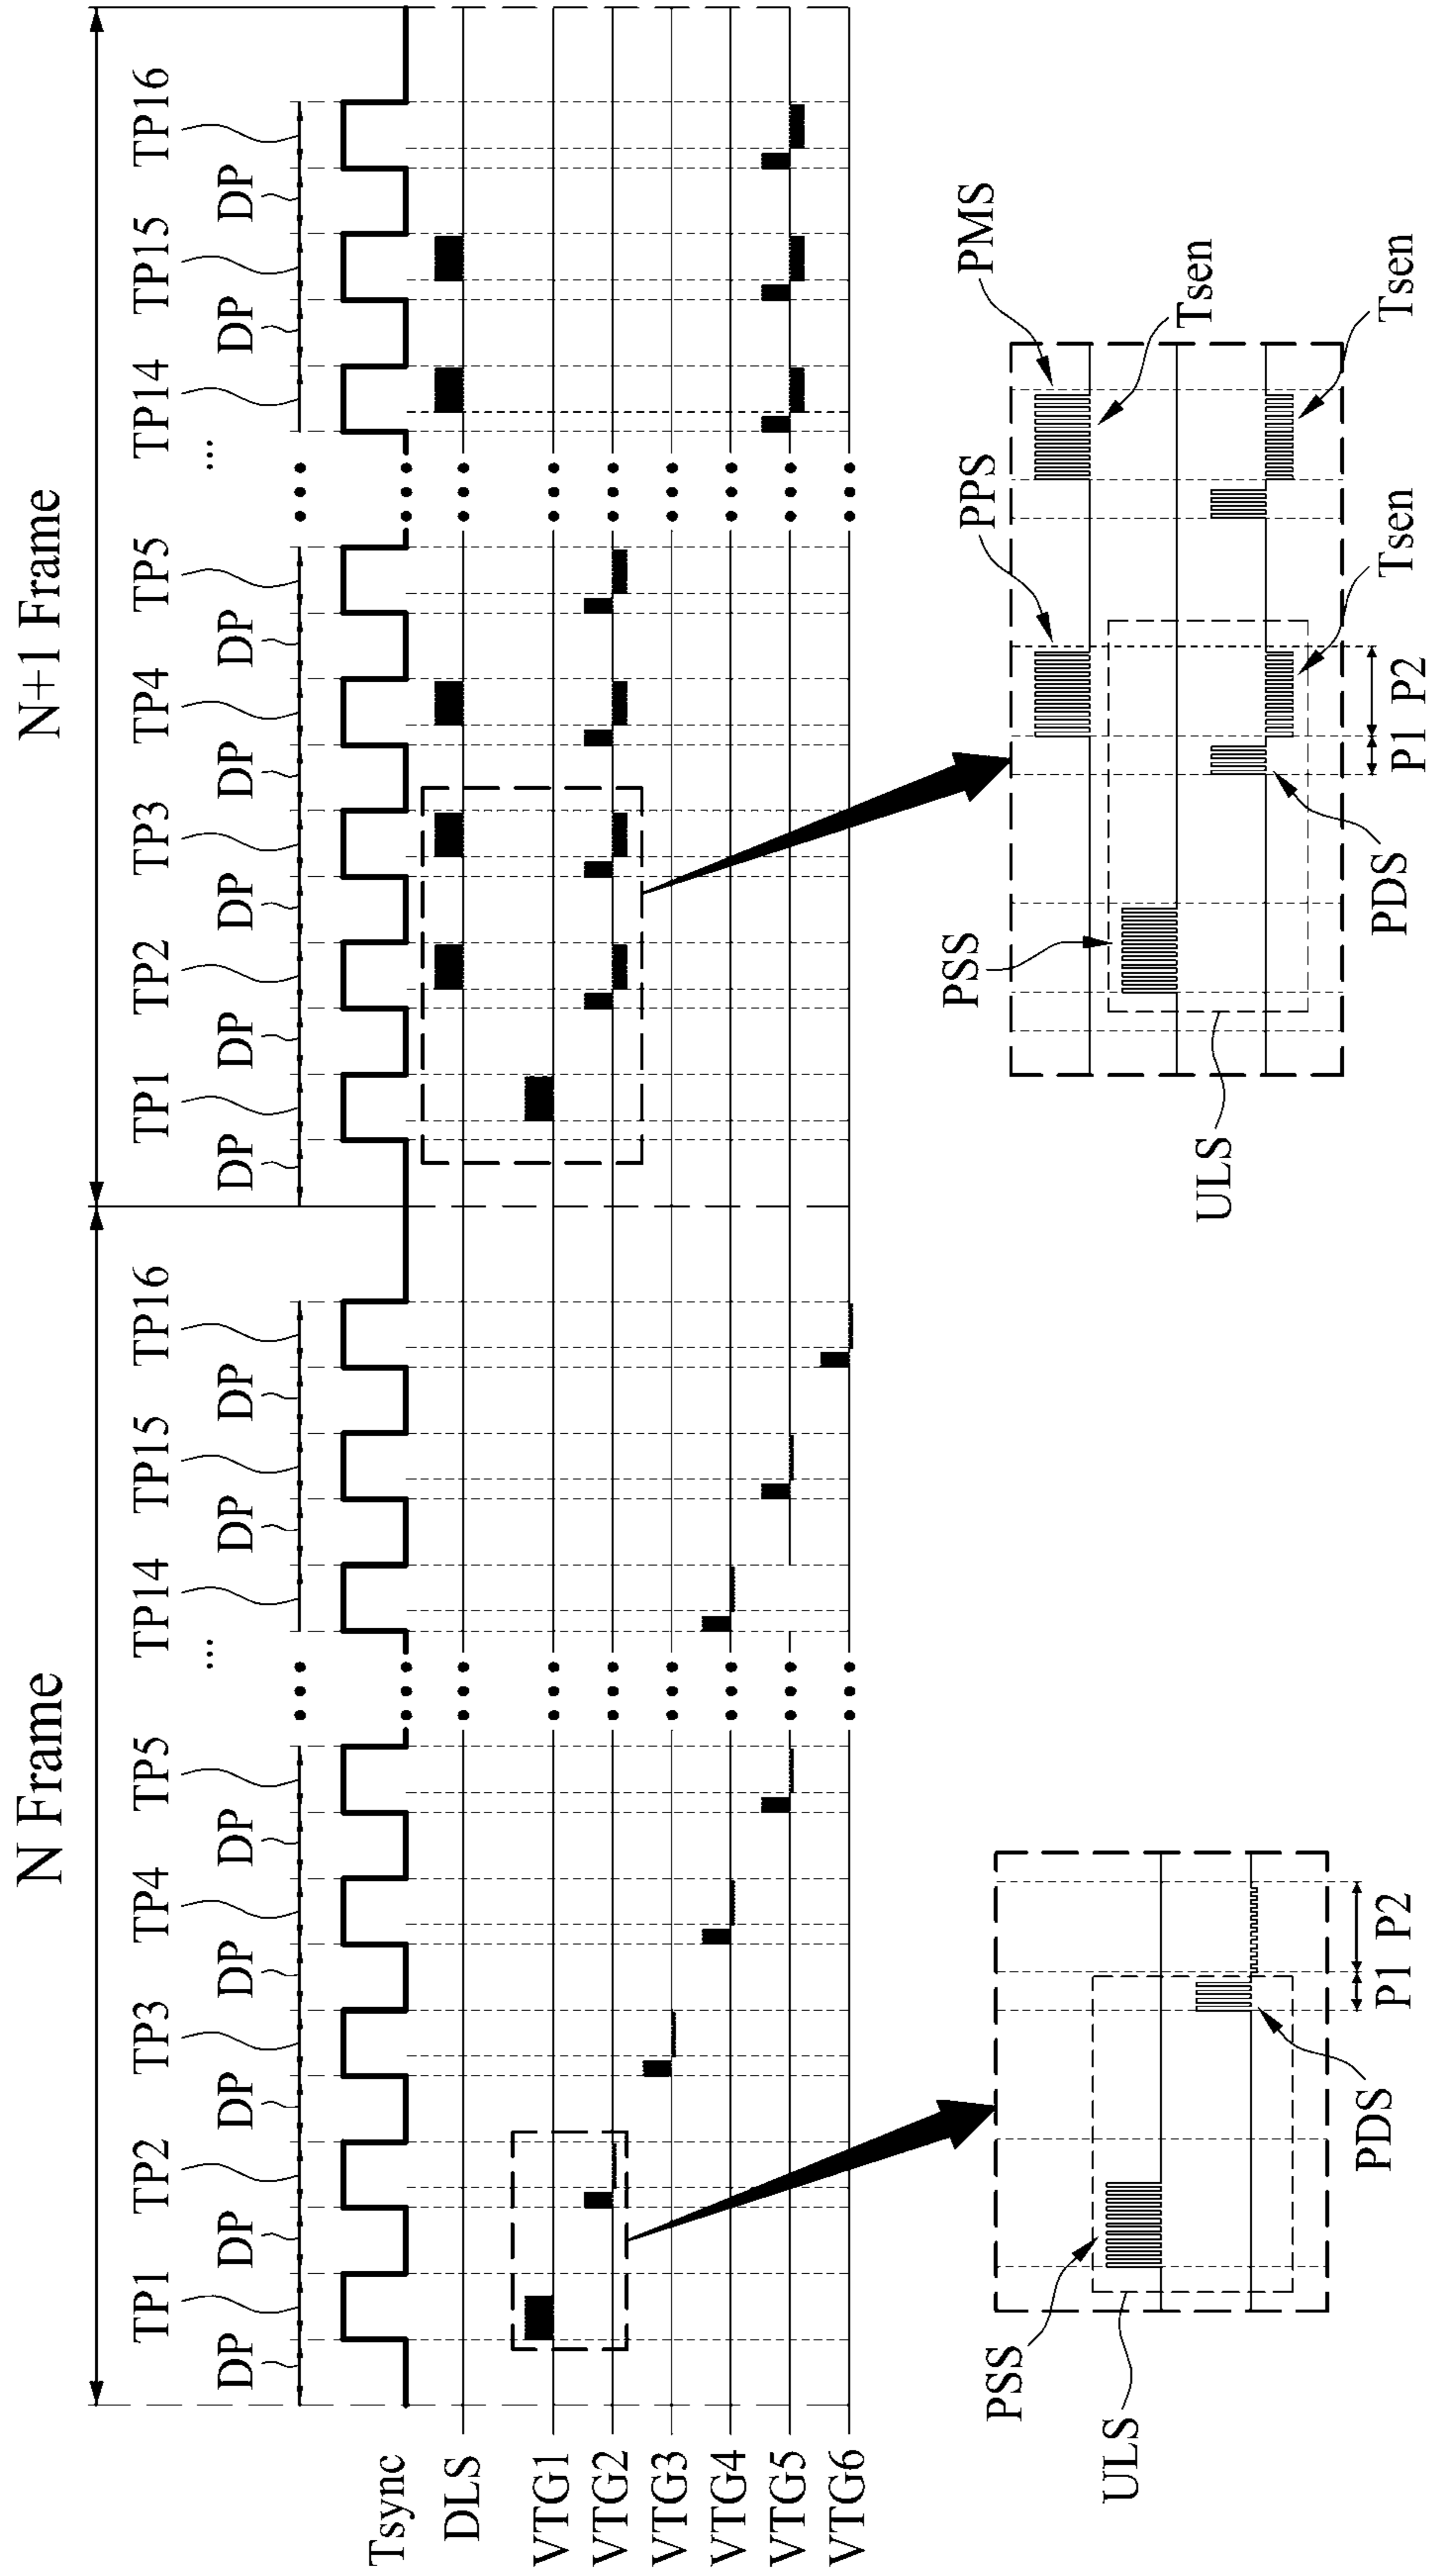 N Frame
N+1 Frame
TP1
TP2
TP3
TP4
TP5
...
TP14
TP15
TP16
TP1
TP2
TP3
TP4
TP5
...
TP14
TP15
TP16
DP
DP
DP
DP
DP
DP
DP
DP
DP
DP
DP
DP
DP
DP
Tsync
DLS
VTG1
VTG2
VTG3
VTG4
VTG5
VTG6
PSS
ULS
PDS
P1
P2
PSS
PPS
PMS
Tsen
ULS
PDS
Tsen
Tsen
P1
P2